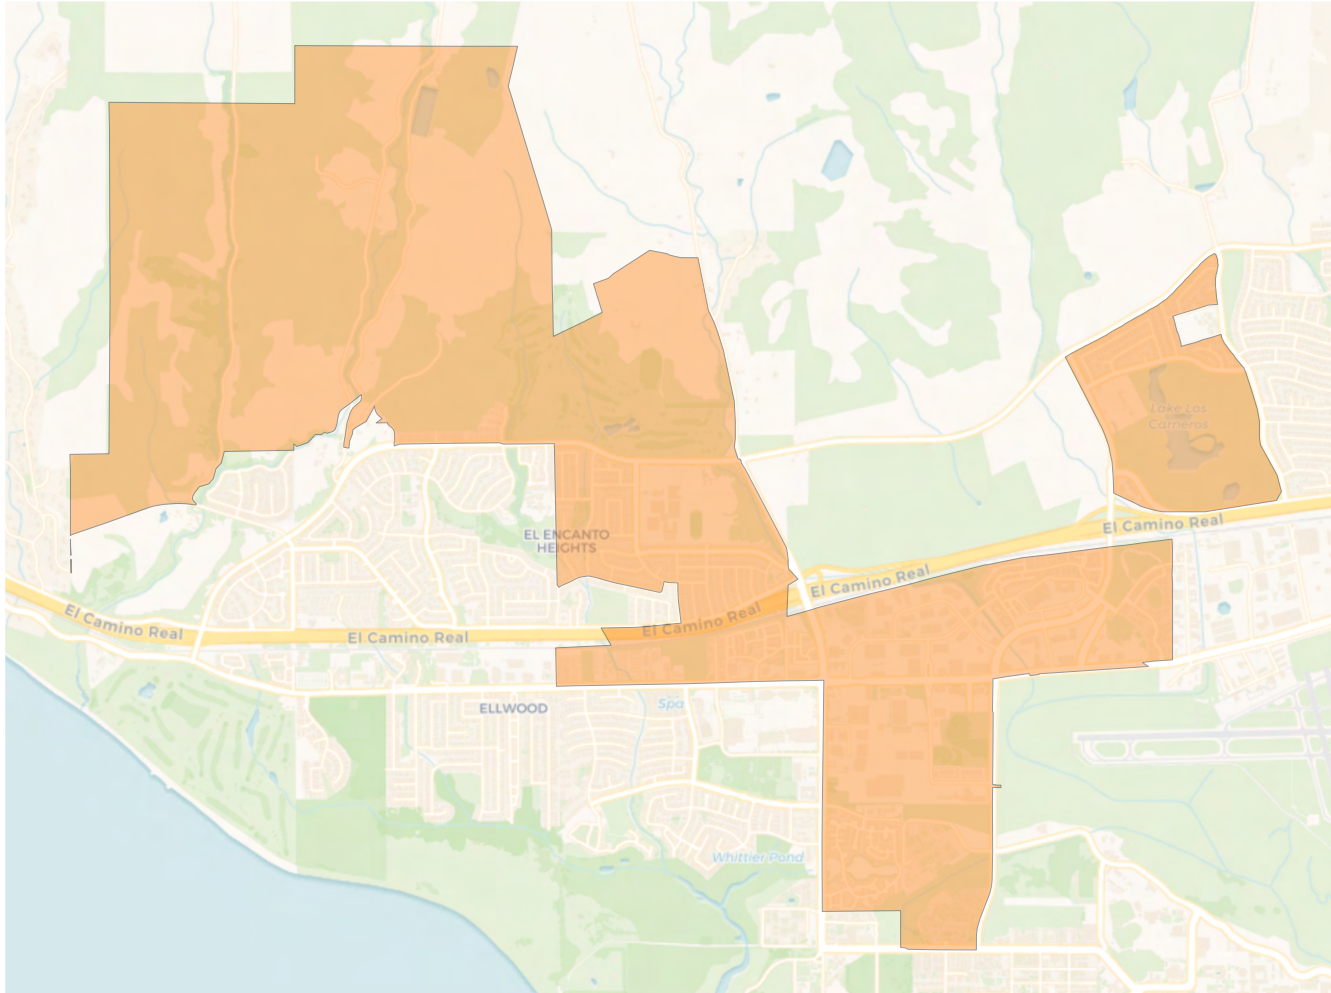 Lake Los
Carneros
El Camino Real
EL ENCANTO
HEIGHTS
El Camino Real
El Camino Real
El Camino Real
El Camino Real
ELLWOOD
Spa
Whittier Pond